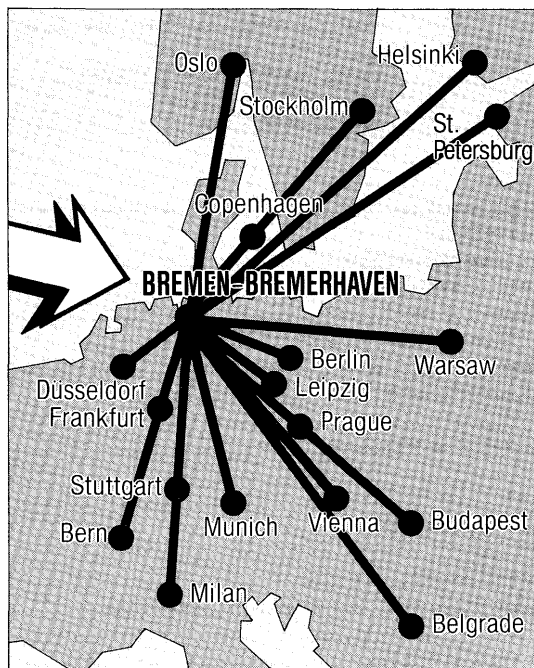 Oslo
Helsinki
Stockholm
St.
Petersburg
Copenhagen
BREMEN-BREMERHAVEN
Berlin
Warsaw
Düsseldorf
Leipzig
Frankfurt
Prague
Stuttgart
Munich
Vienna
Budapest
Bern
Milan
Belgrade